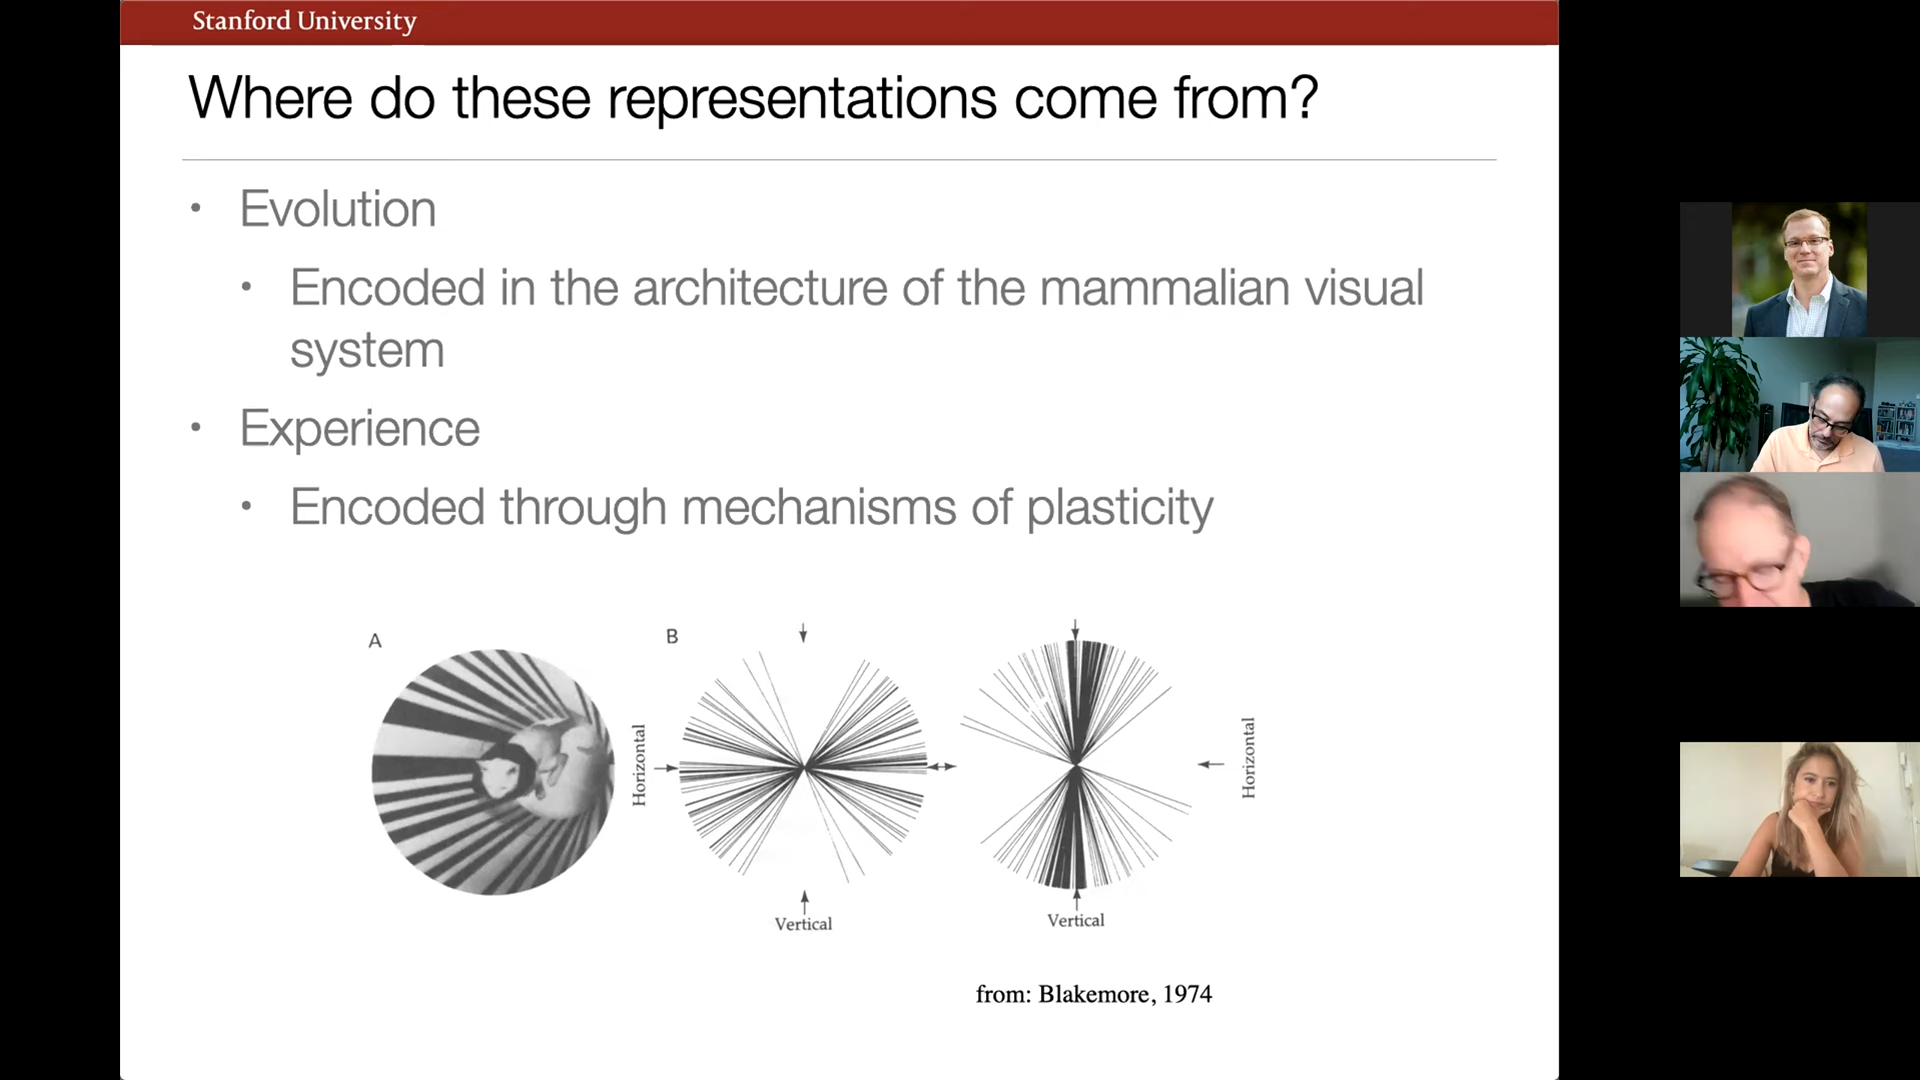 Stanford University
Where do these representations come from?
• Evolution
• Encoded in the architecture of the mammalian visual
system
• Experience
• Encoded through mechanisms of plasticity
A
B
Horizontal
Vertical
Vertical
Horizontal
from: Blakemore, 1974